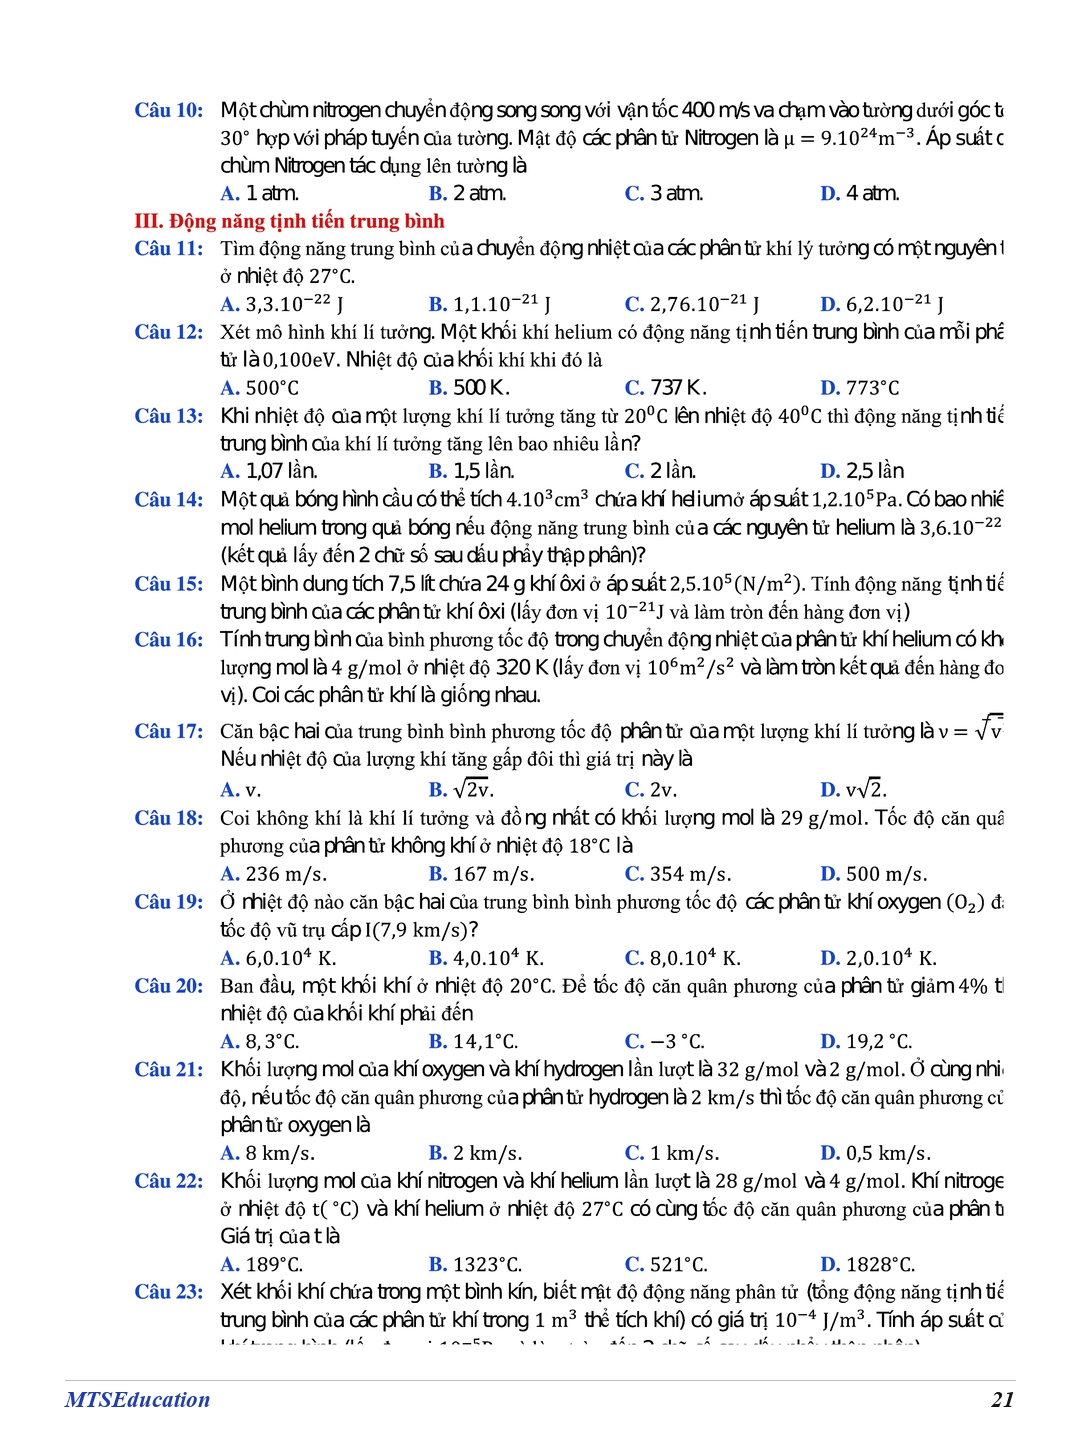 Câu 10: Một chùm nitrogen chuyển động song song với vận tốc 400 m/s va chạm vào tường dưới góc
30° hợp với pháp tuyến của tường. Mật độ các phân tử Nitrogen là μ = 9.10²⁴m⁻³. Áp suất
chùm Nitrogen tác dụng lên tường là
A. 1 atm. B. 2 atm. C. 3 atm. D. 4 atm.
III. Động năng tịnh tiến trung bình
Câu 11: Tìm động năng trung bình của chuyển động nhiệt của các phân tử khí lý tưởng có một nguyên
ở nhiệt độ 27°C.
A. 3,3.10⁻²² J B. 1,1.10⁻²¹ J C. 2,76.10⁻²¹ J D. 6,2.10⁻²¹ J
Câu 12: Xét mô hình khí lí tưởng. Một khối khí helium có động năng tịnh tiến trung bình của mỗi
tử là 0,100eV. Nhiệt độ của khối khí khi đó là
A. 500°C B. 500 K. C. 737 K. D. 773°C
Câu 13: Khi nhiệt độ của một lượng khí lí tưởng tăng từ 20⁰C lên nhiệt độ 40⁰C thì động năng tịnh
trung bình của khí lí tưởng tăng lên bao nhiêu lần?
A. 1,07 lần. B. 1,5 lần. C. 2 lần. D. 2,5 lần
Câu 14: Một quả bóng hình cầu có thể tích 4.10³cm³ chứa khí helium ở áp suất 1,2.10⁵Pa. Có bao
mol helium trong quả bóng nếu động năng trung bình của các nguyên tử helium là 3,6.10⁻²²
(kết quả lấy đến 2 chữ số sau dấu phẩy thập phân)?
Câu 15: Một bình dung tích 7,5 lít chứa 24 g khí ôxi ở áp suất 2,5.10⁵(N/m²). Tính động năng tịnh
trung bình của các phân tử khí ôxi (lấy đơn vị 10⁻²¹J và làm tròn đến hàng đơn vị)
Câu 16: Tính trung bình của bình phương tốc độ trong chuyển động nhiệt của phân tử khí helium có
lượng mol là 4 g/mol ở nhiệt độ 320 K (lấy đơn vị 10⁶m²/s² và làm tròn kết quả đến hàng
vị). Coi các phân tử khí là giống nhau.
Câu 17: Căn bậc hai của trung bình bình phương tốc độ phân tử của một lượng khí lí tưởng là ν = √v
Nếu nhiệt độ của lượng khí tăng gấp đôi thì giá trị này là
A. v. B. √2v. C. 2v. D. v√2.
Câu 18: Coi không khí là khí lí tưởng và đồng nhất có khối lượng mol là 29 g/mol. Tốc độ căn
phương của phân tử không khí ở nhiệt độ 18°C là
A. 236 m/s. B. 167 m/s. C. 354 m/s. D. 500 m/s.
Câu 19: Ở nhiệt độ nào căn bậc hai của trung bình bình phương tốc độ các phân tử khí oxygen (O₂)
tốc độ vũ trụ cấp I(7,9 km/s)?
A. 6,0.10⁴ K. B. 4,0.10⁴ K. C. 8,0.10⁴ K. D. 2,0.10⁴ K.
Câu 20: Ban đầu, một khối khí ở nhiệt độ 20°C. Để tốc độ căn quân phương của phân tử giảm 4%
nhiệt độ của khối khí phải đến
A. 8,3°C. B. 14,1°C. C. −3 °C. D. 19,2 °C.
Câu 21: Khối lượng mol của khí oxygen và khí hydrogen lần lượt là 32 g/mol và 2 g/mol. Ở cùng
độ, nếu tốc độ căn quân phương của phân tử hydrogen là 2 km/s thì tốc độ căn quân phương
phân tử oxygen là
A. 8 km/s. B. 2 km/s. C. 1 km/s. D. 0,5 km/s.
Câu 22: Khối lượng mol của khí nitrogen và khí helium lần lượt là 28 g/mol và 4 g/mol. Khí
ở nhiệt độ t( °C) và khí helium ở nhiệt độ 27°C có cùng tốc độ căn quân phương của phân
Giá trị của t là
A. 189°C. B. 1323°C. C. 521°C. D. 1828°C.
Câu 23: Xét khối khí chứa trong một bình kín, biết mật độ động năng phân tử (tổng động năng tịnh
trung bình của các phân tử khí trong 1 m³ thể tích khí) có giá trị 10⁻⁴ J/m³. Tính áp suất
MTSEducation 21